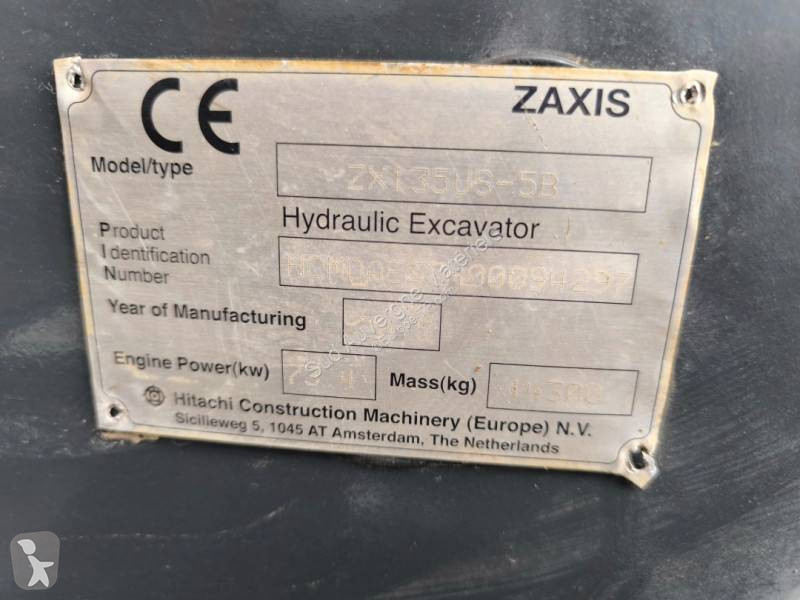 CE ZAXIS
Model/type ZX135US-5B
Hydraulic Excavator
Product
Identification
Number
Year of Manufacturing
Engine Power(kw) Mass(kg) 14300
Hitachi Construction Machinery (Europe) N.V.
Sicilieweg 5, 1045 AT Amsterdam, The Netherlands